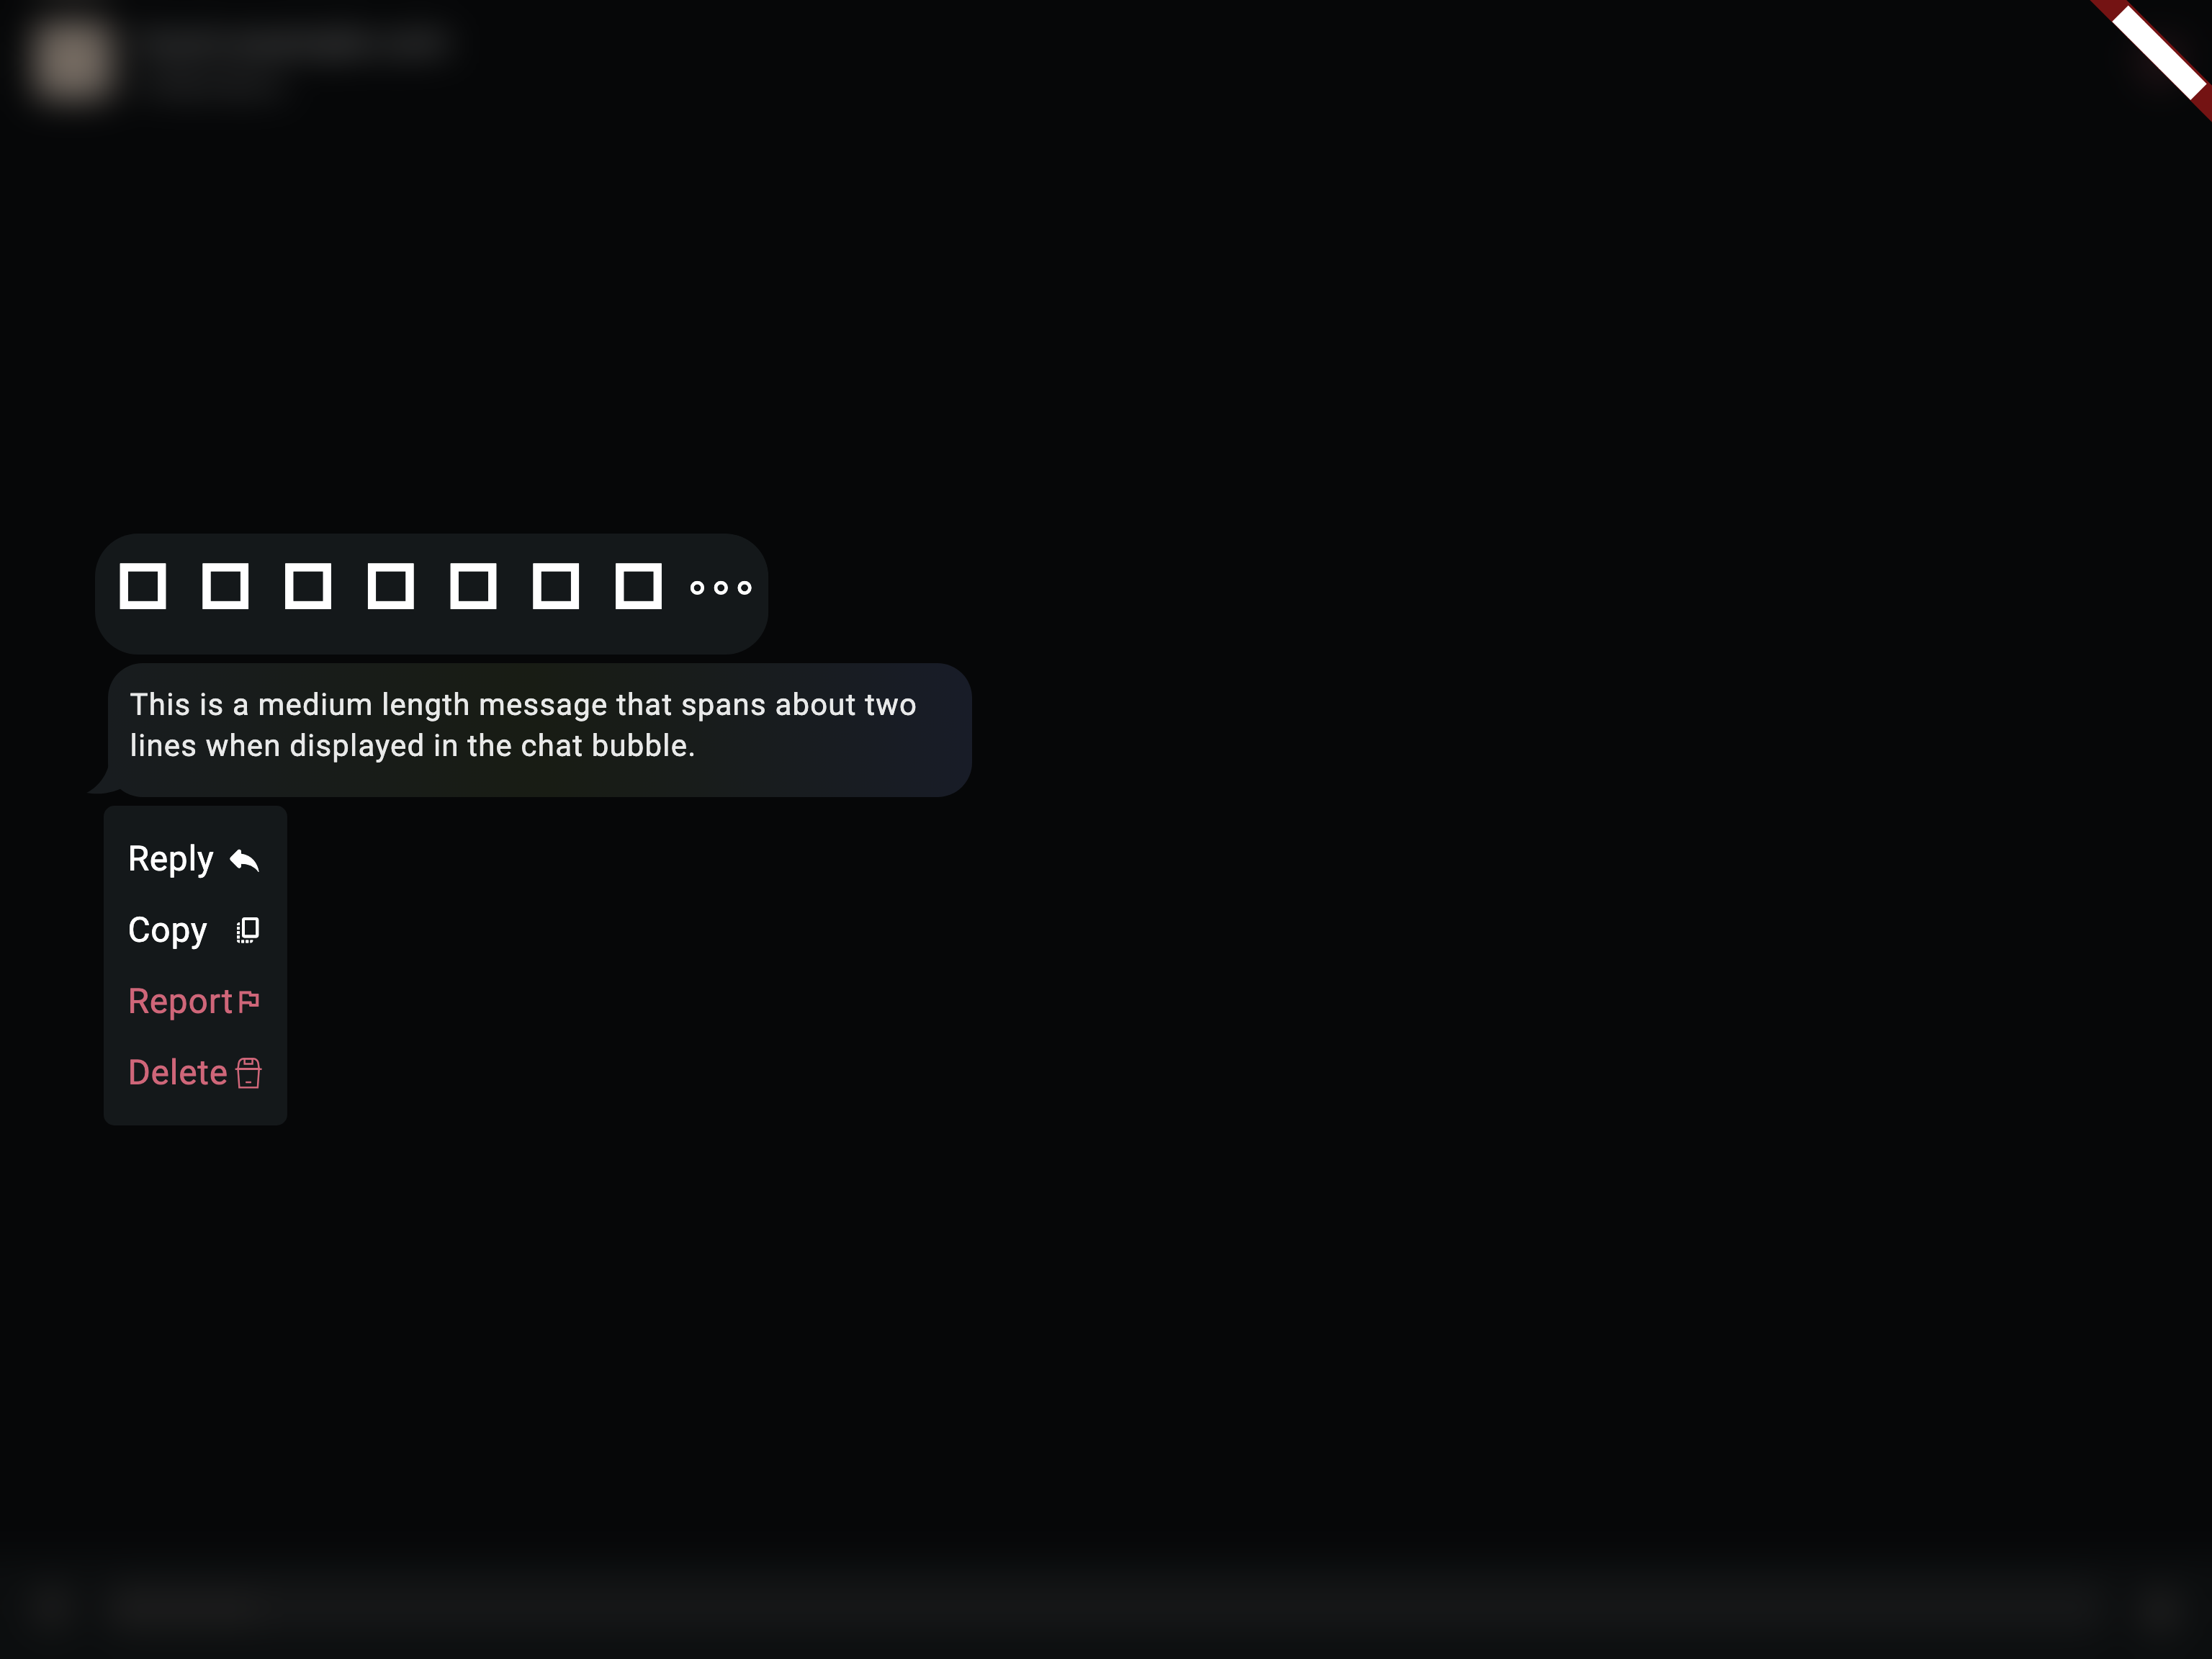 This is a medium length message that spans about two
lines when displayed in the chat bubble.
Reply
Copy
Report
Delete